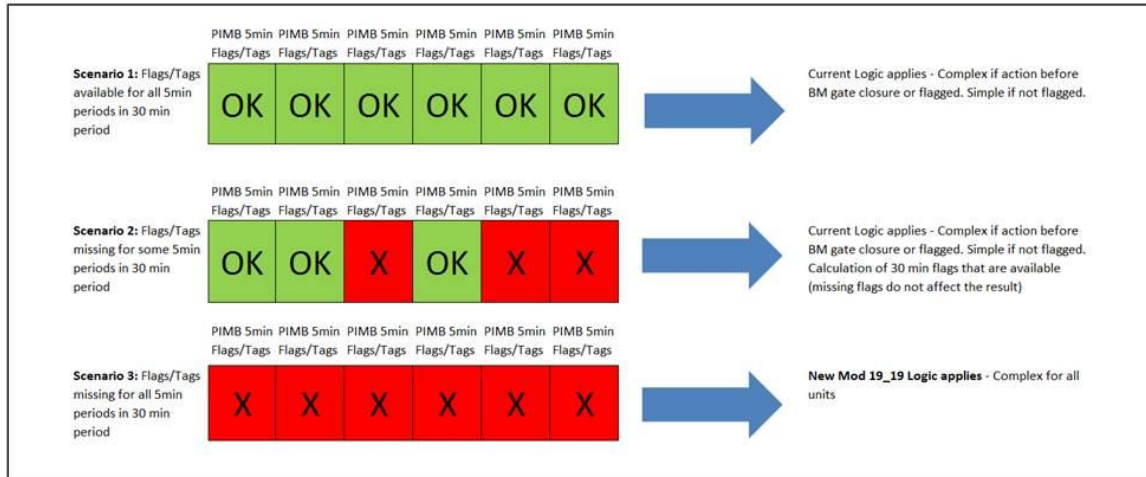 PIMB 5min PIMB 5min PIMB 5min PIMB 5min PIMB 5min PIMB 5min
Flags/Tags Flags/Tags Flags/Tags Flags/Tags Flags/Tags Flags/Tags
Scenario 1: Flags/Tags
available for all 5min
periods in 30 min
period
OK OK OK OK OK OK
Current Logic applies - Complex if action before
BM gate closure or flagged. Simple if not flagged.
PIMB 5min PIMB 5min PIMB 5min PIMB 5min PIMB 5min PIMB 5min
Flags/Tags Flags/Tags Flags/Tags Flags/Tags Flags/Tags Flags/Tags
Scenario 2: Flags/Tags
missing for some 5min
periods in 30 min
period
OK OK X OK X X
Current Logic applies - Complex if action before
BM gate closure or flagged. Simple if not flagged.
Calculation of 30 min flags that are available
(missing flags do not affect the result)
PIMB 5min PIMB 5min PIMB 5min PIMB 5min PIMB 5min PIMB 5min
Flags/Tags Flags/Tags Flags/Tags Flags/Tags Flags/Tags Flags/Tags
Scenario 3: Flags/Tags
missing for all 5min
periods in 30 min
period
X X X X X X
New Mod 19_19 Logic applies - Complex for all
units